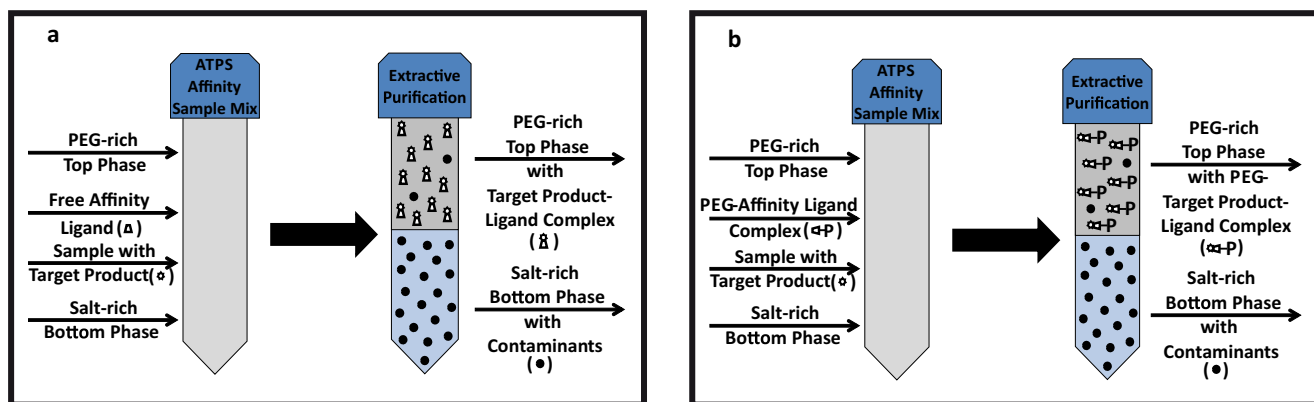 a
ATPS
Affinity
Sample Mix
Extractive
Purification
PEG-rich
Top Phase
Free Affinity
Ligand( )
Sample with
Target Product( )
Salt-rich
Bottom Phase
PEG-rich
Top Phase
with
Target Product-
Ligand Complex
( )
Salt-rich
Bottom Phase
with
Contaminants
(●)
b
ATPS
Affinity
Sample Mix
Extractive
Purification
PEG-rich
Top Phase
PEG-Affinity Ligand
Complex( P)
Sample with
Target Product( )
Salt-rich
Bottom Phase
P P
P
P P
P P
P
PEG-rich
Top Phase
with PEG-
Target Product-
Ligand Complex
( P)
Salt-rich
Bottom Phase
with
Contaminants
(●)